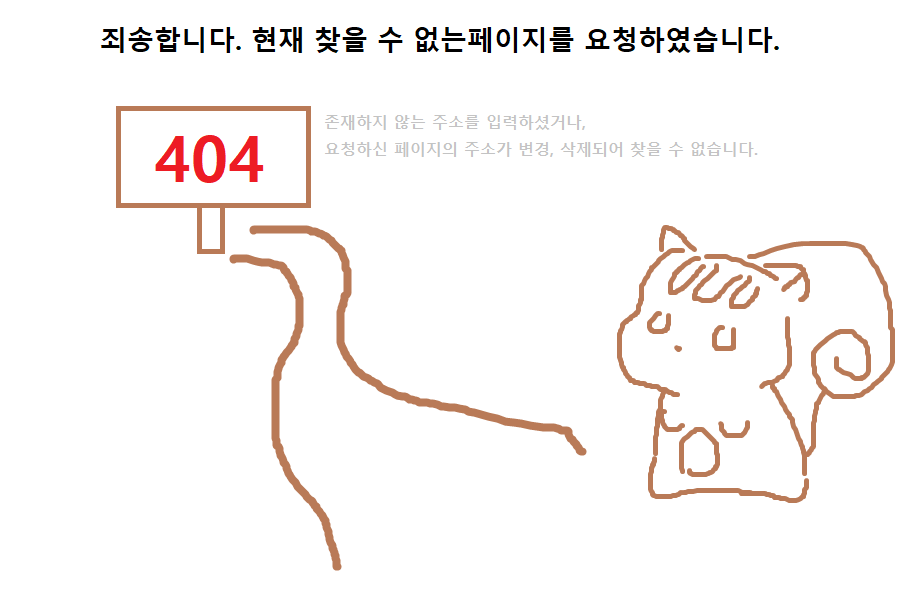 죄송합니다. 현재 찾을 수 없는페이지를 요청하였습니다.
404
존재하지 않는 주소를 입력하셨거나,
요청하신 페이지의 주소가 변경, 삭제되어 찾을 수 없습니다.